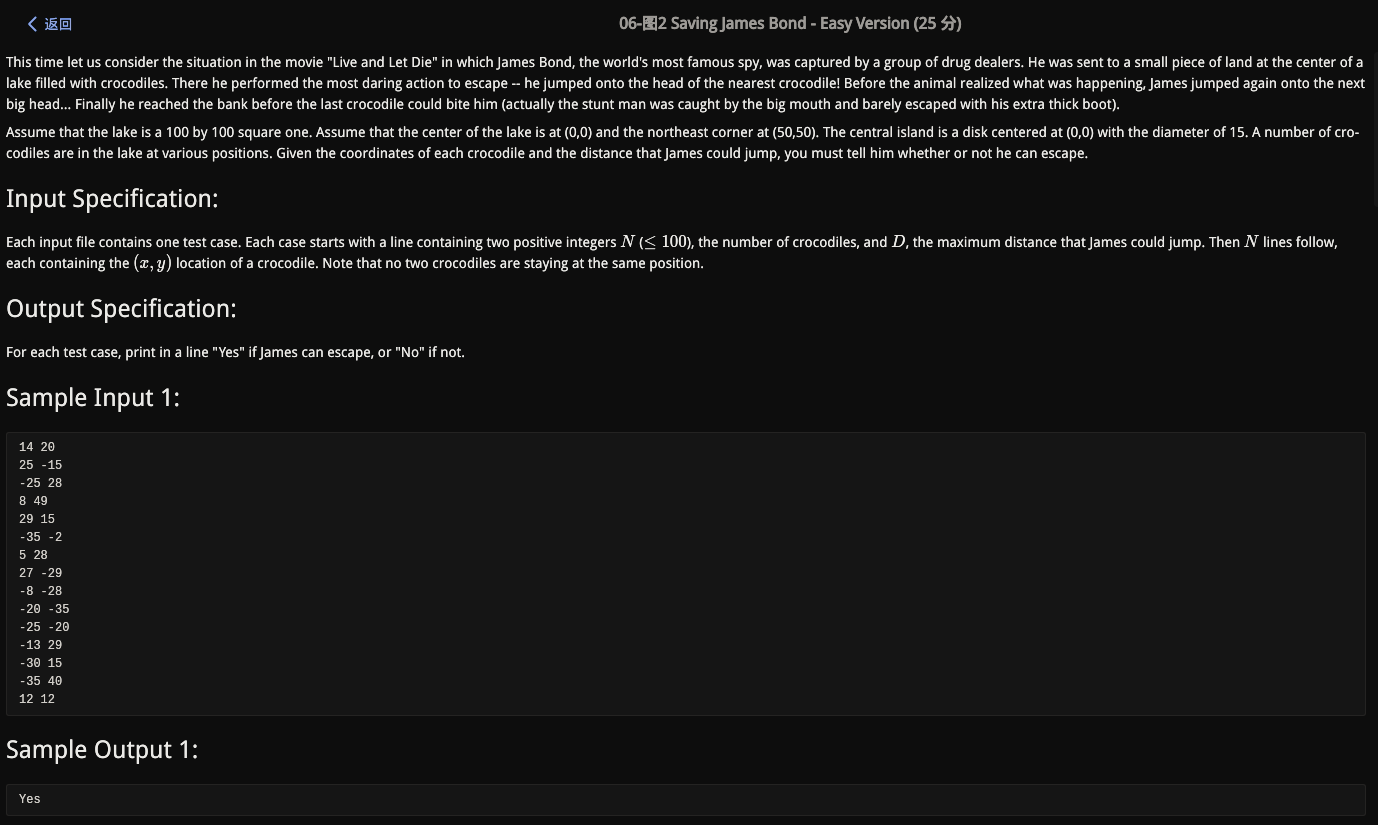 返回
06-图2 Saving James Bond - Easy Version (25 分)
This time let us consider the situation in the movie "Live and Let Die" in which James Bond, the world's most famous spy, was captured by a group of drug dealers. He was sent to a small piece of land at the center of a
lake filled with crocodiles. There he performed the most daring action to escape -- he jumped onto the head of the nearest crocodile! Before the animal realized what was happening, James jumped again onto the next
big head... Finally he reached the bank before the last crocodile could bite him (actually the stunt man was caught by the big mouth and barely escaped with his extra thick boot).
Assume that the lake is a 100 by 100 square one. Assume that the center of the lake is at (0,0) and the northeast corner at (50,50). The central island is a disk centered at (0,0) with the diameter of 15. A number of cro-
codiles are in the lake at various positions. Given the coordinates of each crocodile and the distance that James could jump, you must tell him whether or not he can escape.
Input Specification:
Each input file contains one test case. Each case starts with a line containing two positive integers N (≤ 100), the number of crocodiles, and D, the maximum distance that James could jump. Then N lines follow,
each containing the (x, y) location of a crocodile. Note that no two crocodiles are staying at the same position.
Output Specification:
For each test case, print in a line "Yes" if James can escape, or "No" if not.
Sample Input 1:
14 20
25 -15
-25 28
8 49
29 15
-35 -2
5 28
27 -29
-8 -28
-20 -35
-25 -20
-13 29
-30 15
-35 40
12 12
Sample Output 1:
Yes